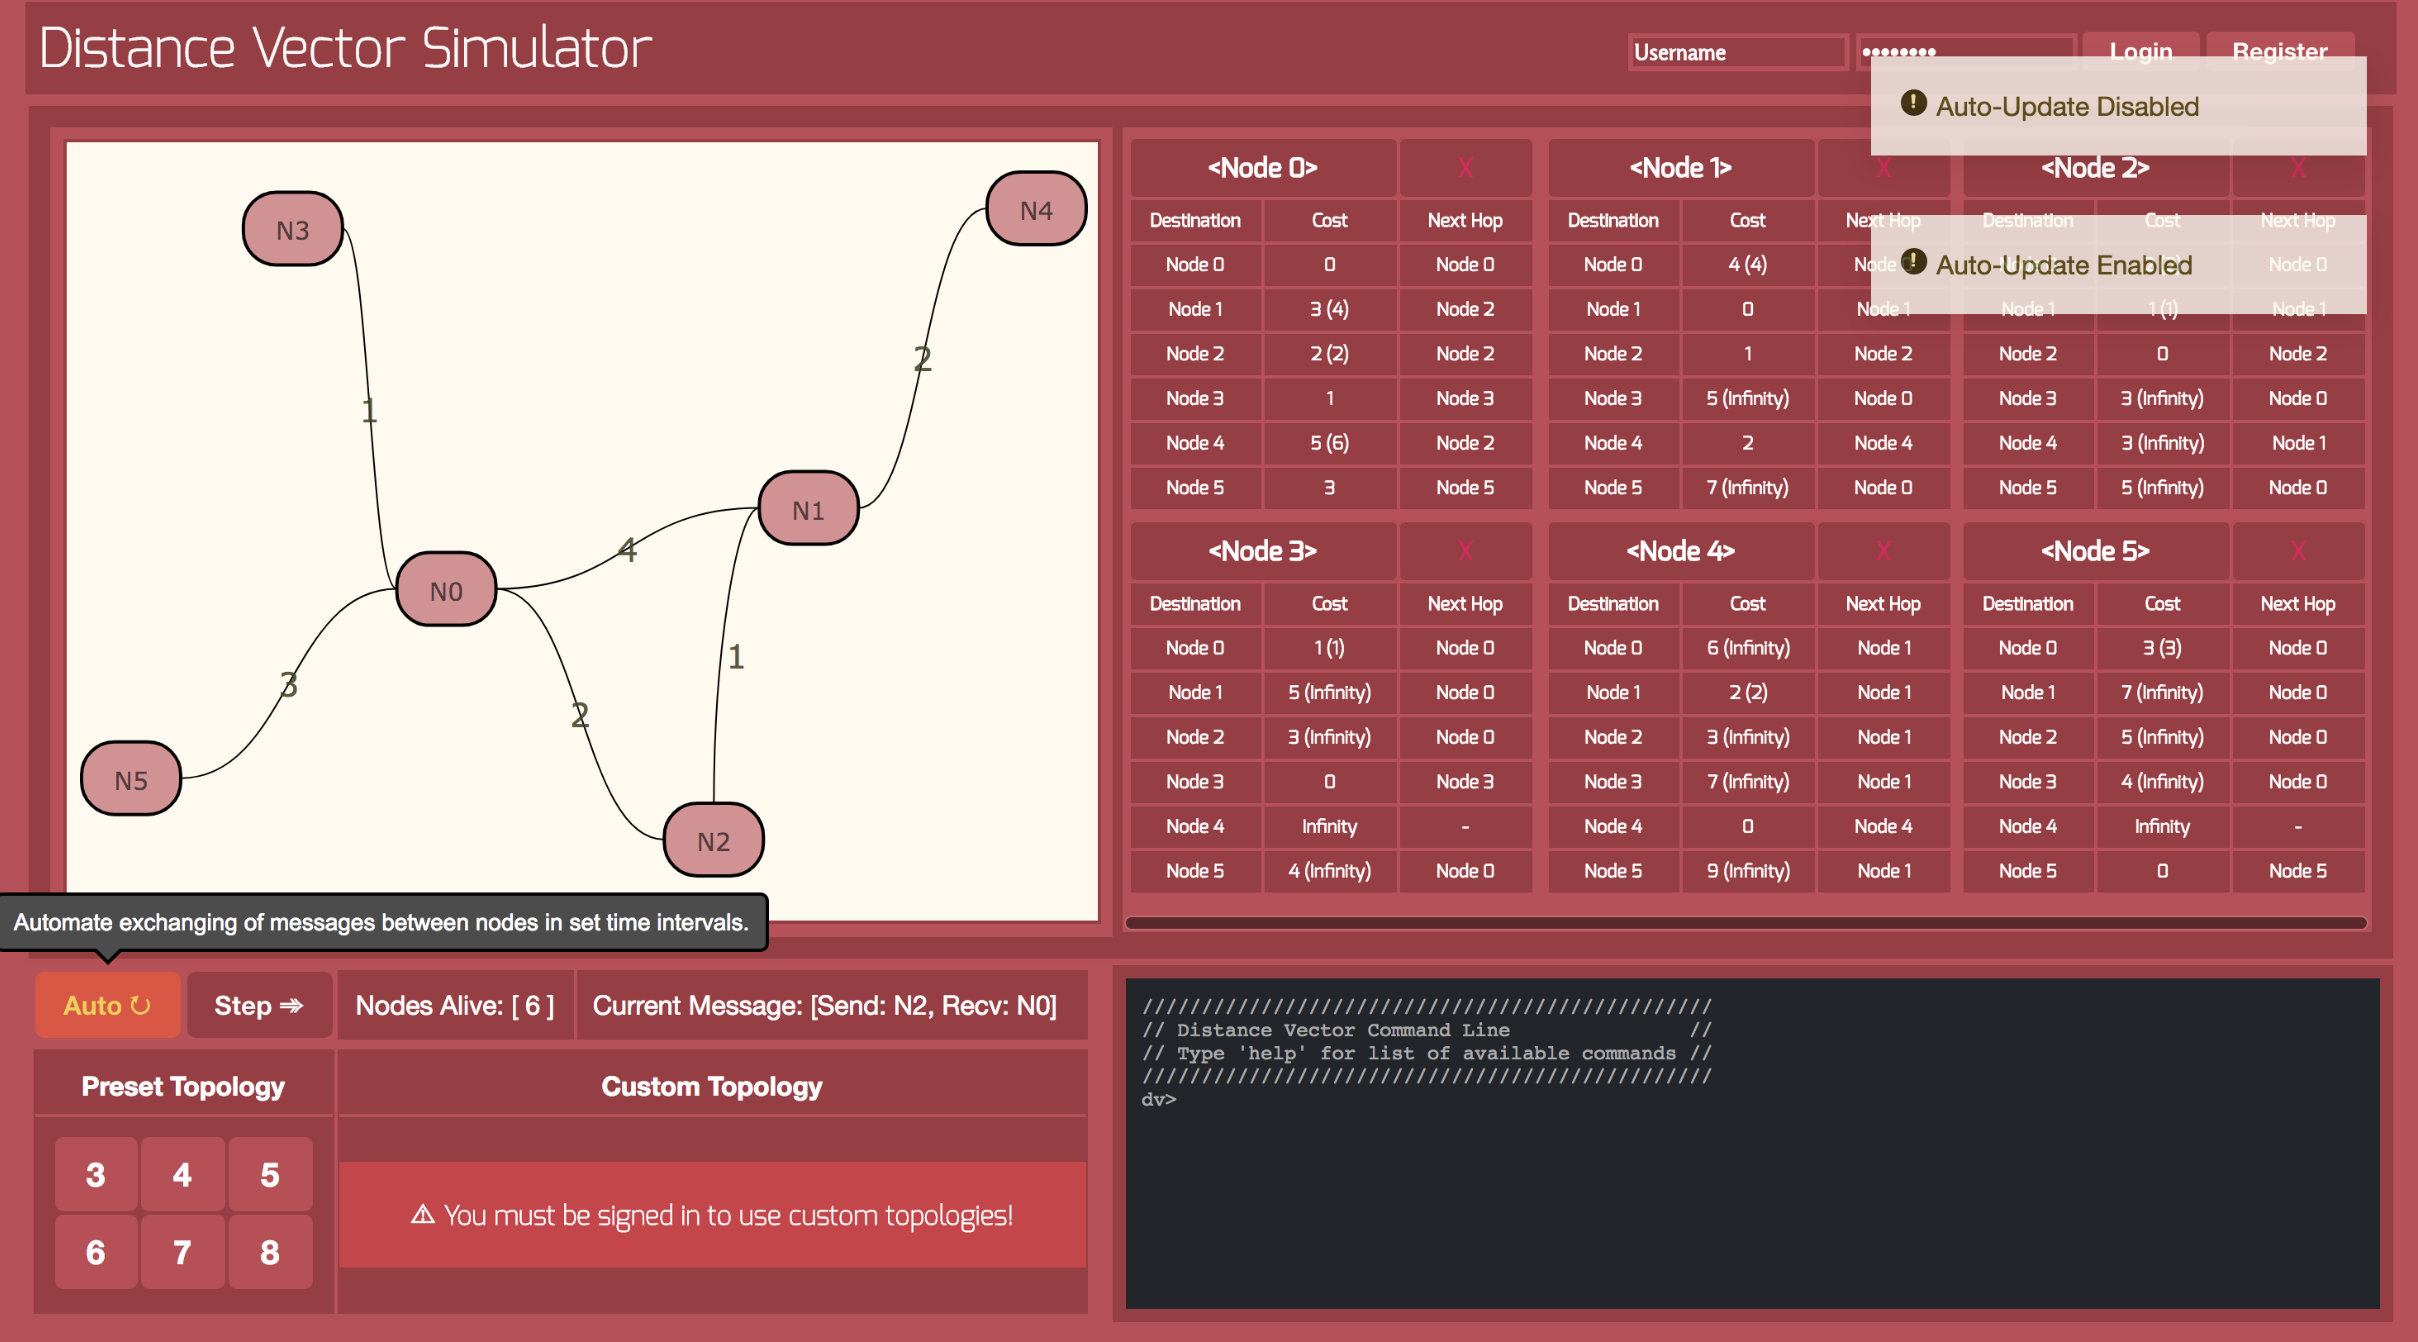 Distance Vector Simulator
Username •••••••• Login Register
Auto-Update Disabled
Auto-Update Enabled
N3
N4
N1
N0
N5
N2
1
2
4
1
3
2
<Node 0> X
Destination Cost Next Hop
Node 0 0 Node 0
Node 1 3 (4) Node 2
Node 2 2 (2) Node 2
Node 3 1 Node 3
Node 4 5 (6) Node 2
Node 5 3 Node 5
<Node 1> X
Destination Cost Next Hop
Node 0 4 (4) Node
Node 1 0 Node 1
Node 2 1 Node 2
Node 3 5 (Infinity) Node 0
Node 4 2 Node 4
Node 5 7 (Infinity) Node 0
<Node 2> X
Destination Cost Next Hop
Node 0
Node 1 1 (1) Node 1
Node 2 0 Node 2
Node 3 3 (Infinity) Node 0
Node 4 3 (Infinity) Node 1
Node 5 5 (Infinity) Node 0
<Node 3> X
Destination Cost Next Hop
Node 0 1 (1) Node 0
Node 1 5 (Infinity) Node 0
Node 2 3 (Infinity) Node 0
Node 3 0 Node 3
Node 4 Infinity -
Node 5 4 (Infinity) Node 0
<Node 4> X
Destination Cost Next Hop
Node 0 6 (Infinity) Node 1
Node 1 2 (2) Node 1
Node 2 3 (Infinity) Node 1
Node 3 7 (Infinity) Node 1
Node 4 0 Node 4
Node 5 9 (Infinity) Node 1
<Node 5> X
Destination Cost Next Hop
Node 0 3 (3) Node 0
Node 1 7 (Infinity) Node 0
Node 2 5 (Infinity) Node 0
Node 3 4 (Infinity) Node 0
Node 4 Infinity -
Node 5 0 Node 5
Automate exchanging of messages between nodes in set time intervals.
Auto ↻ Step ↠ Nodes Alive: [ 6 ] Current Message: [Send: N2, Recv: N0]
Preset Topology
3 4 5
6 7 8
Custom Topology
⚠ You must be signed in to use custom topologies!
////////////////////////////////////////////////
// Distance Vector Command Line               //
// Type 'help' for list of available commands //
////////////////////////////////////////////////
dv>